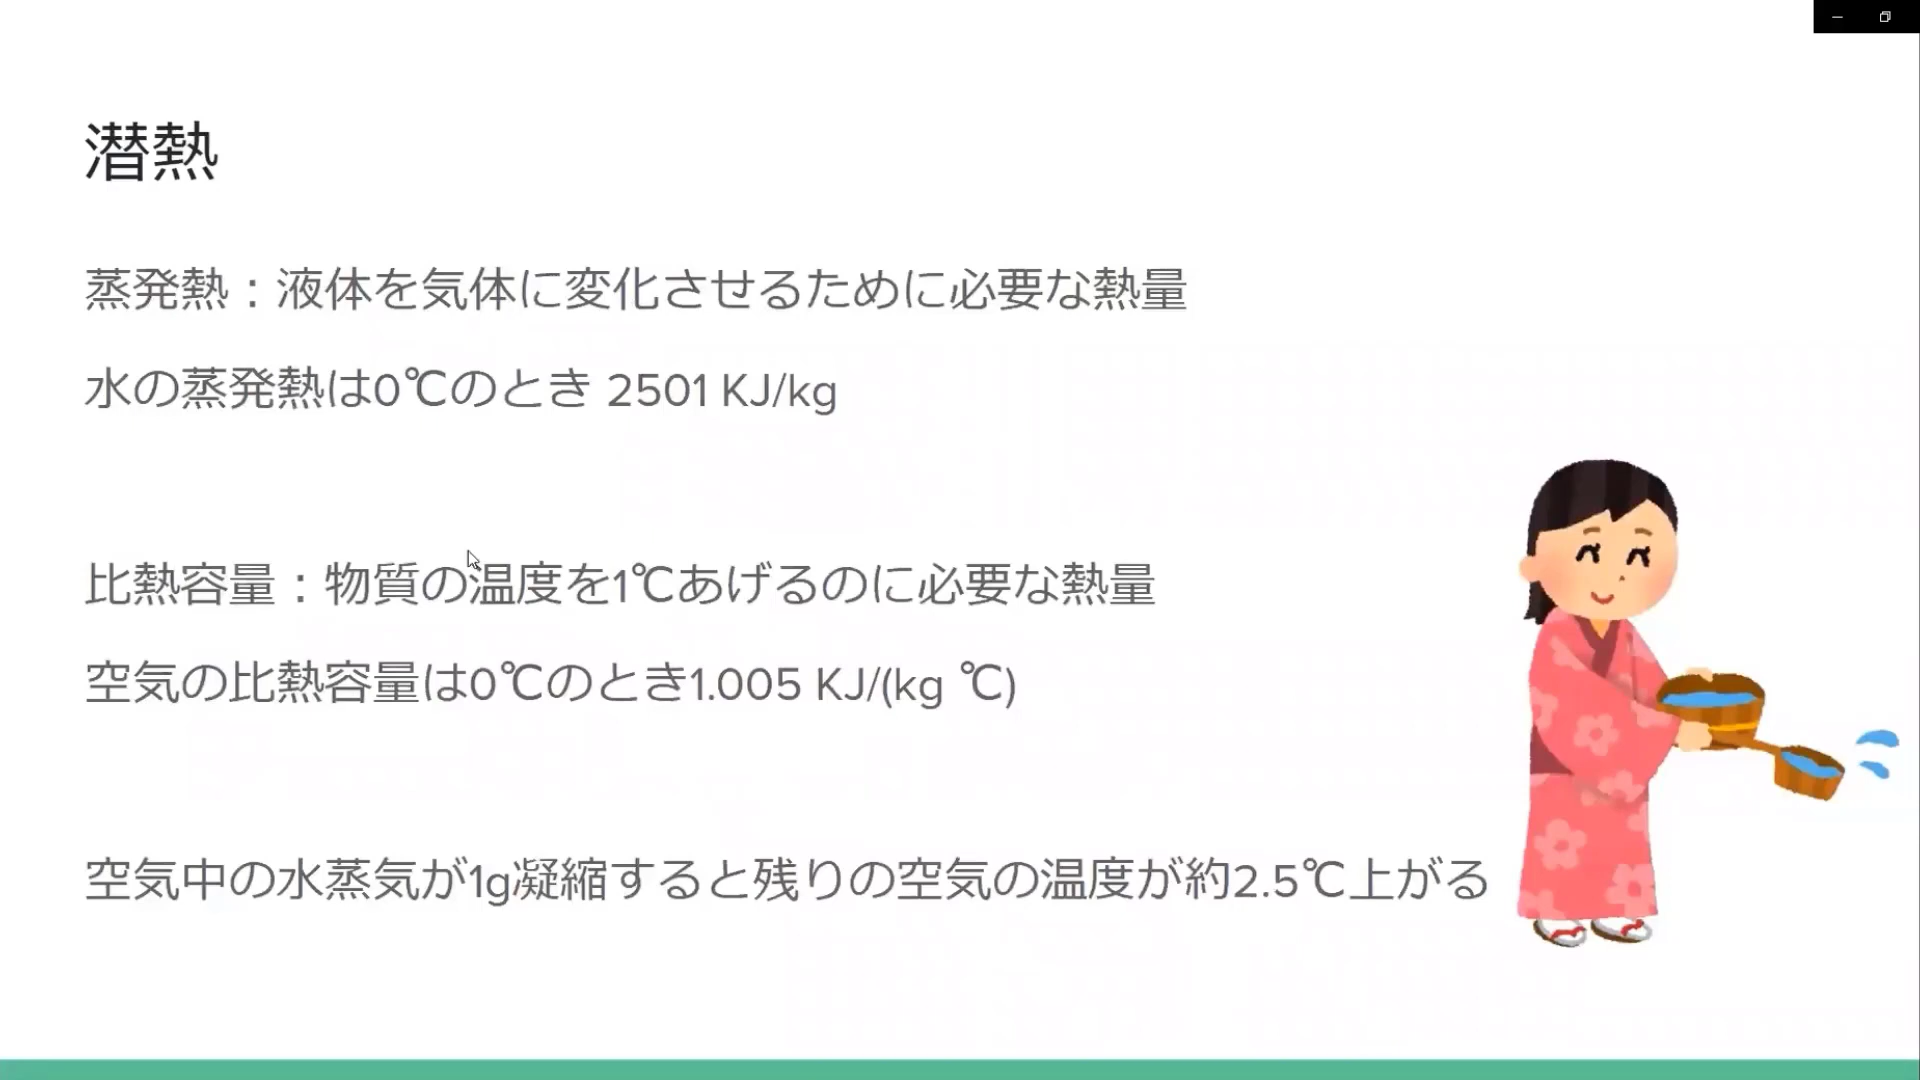 潜熱
蒸発熱：液体を気体に変化させるために必要な熱量
水の蒸発熱は0℃のとき 2501 KJ/kg
比熱容量：物質の温度を1℃あげるのに必要な熱量
空気の比熱容量は0℃のとき1.005 KJ/(kg ℃)
空気中の水蒸気が1g凝縮すると残りの空気の温度が約2.5℃上がる